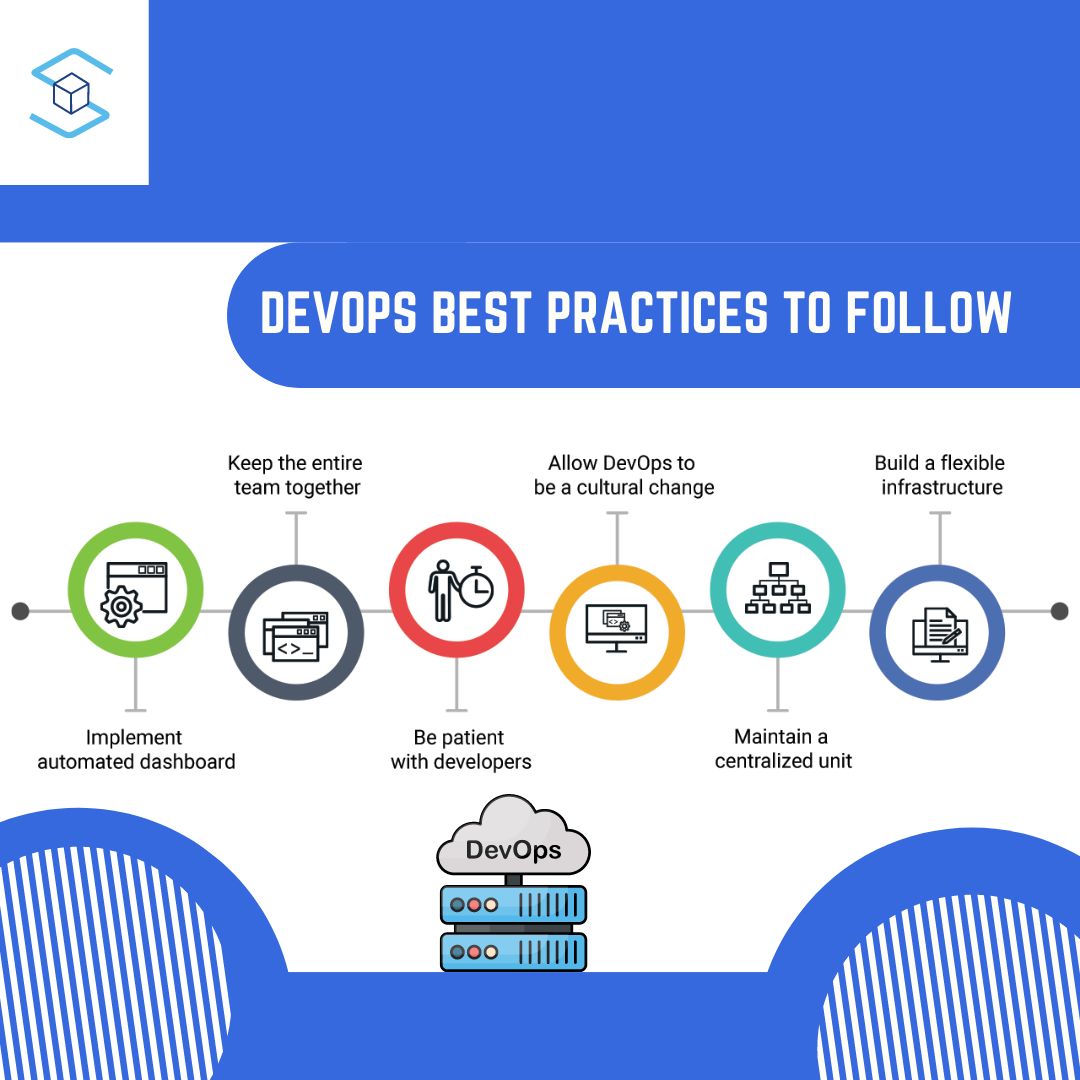 DEVOPS BEST PRACTICES TO FOLLOW
Keep the entire
team together
Allow DevOps to
be a cultural change
Build a flexible
infrastructure
<>_
<>
Implement
automated dashboard
Be patient
with developers
Maintain a
centralized unit
DevOps